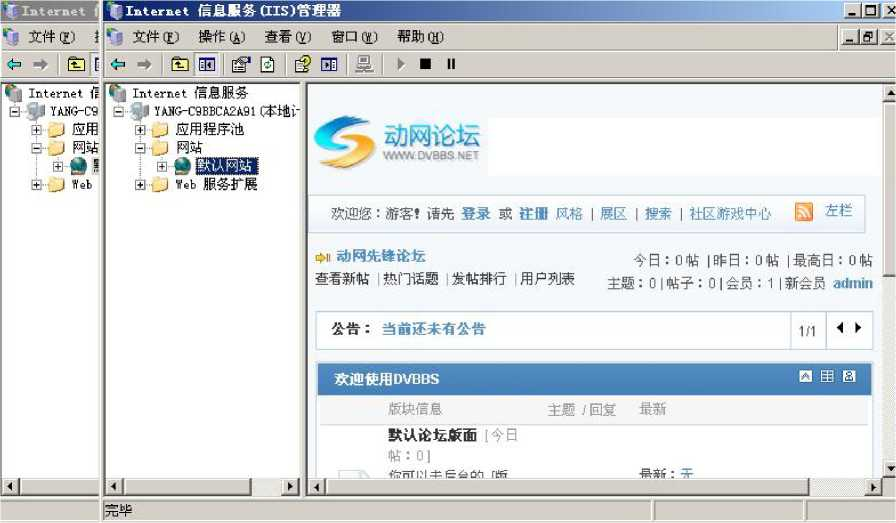 Internet
Internet 信息服务(IIS)管理器
文件(F)
文件(F) 操作(A) 查看(V) 窗口(W) 帮助(H)
Internet 信
YANG-C9
应用
网站
Web
Internet 信息服务
YANG-C9BBCA2A91(本地计
应用程序池
网站
默认网站
Web 服务扩展
动网论坛
WWW.DVBBS.NET
欢迎您：游客! 请先 登录 或 注册 风格 | 展区 | 搜索 | 社区游戏中心 左栏
动网先锋论坛
今日：0帖 |昨日：0帖 |最高日：0帖
查看新帖 |热门话题 |发帖排行 |用户列表
主题：0|帖子：0|会员：1|新会员 admin
公告： 当前还未有公告 1/1
欢迎使用DVBBS
版块信息 主题 /回复 最新
默认论坛版面 [今日
帖：0]
你可以去后台的 [版
最新：无
完毕